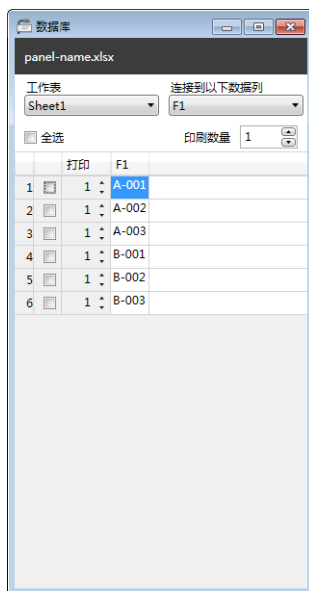 数据库
panel-name.xlsx
工作表 连接到以下数据列
Sheet1 F1
全选 印刷数量 1
打印 F1
1 1 A-001
2 1 A-002
3 1 A-003
4 1 B-001
5 1 B-002
6 1 B-003